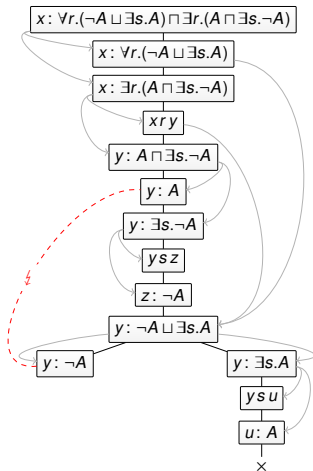 x: ∀r.(¬A⊔∃s.A)⊓∃r.(A⊓∃s.¬A)
x: ∀r.(¬A⊔∃s.A)
x: ∃r.(A⊓∃s.¬A)
x r y
y: A⊓∃s.¬A
y: A
y: ∃s.¬A
y s z
z: ¬A
y: ¬A⊔∃s.A
y: ¬A y: ∃s.A
y s u
u: A
×